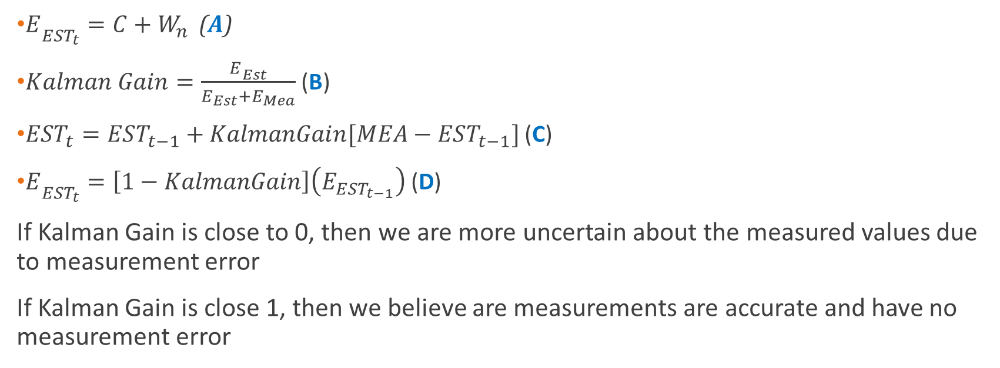 •E_{EST_t} = C + W_n (A)
•Kalman Gain = \frac{E_{Est}}{E_{Est}+E_{Mea}} (B)
•EST_t = EST_{t−1} + KalmanGain[MEA − EST_{t−1}] (C)
•E_{EST_t} = [1 − KalmanGain](E_{EST_{t−1}}) (D)
If Kalman Gain is close to 0, then we are more uncertain about the measured values due
to measurement error
If Kalman Gain is close 1, then we believe are measurements are accurate and have no
measurement error